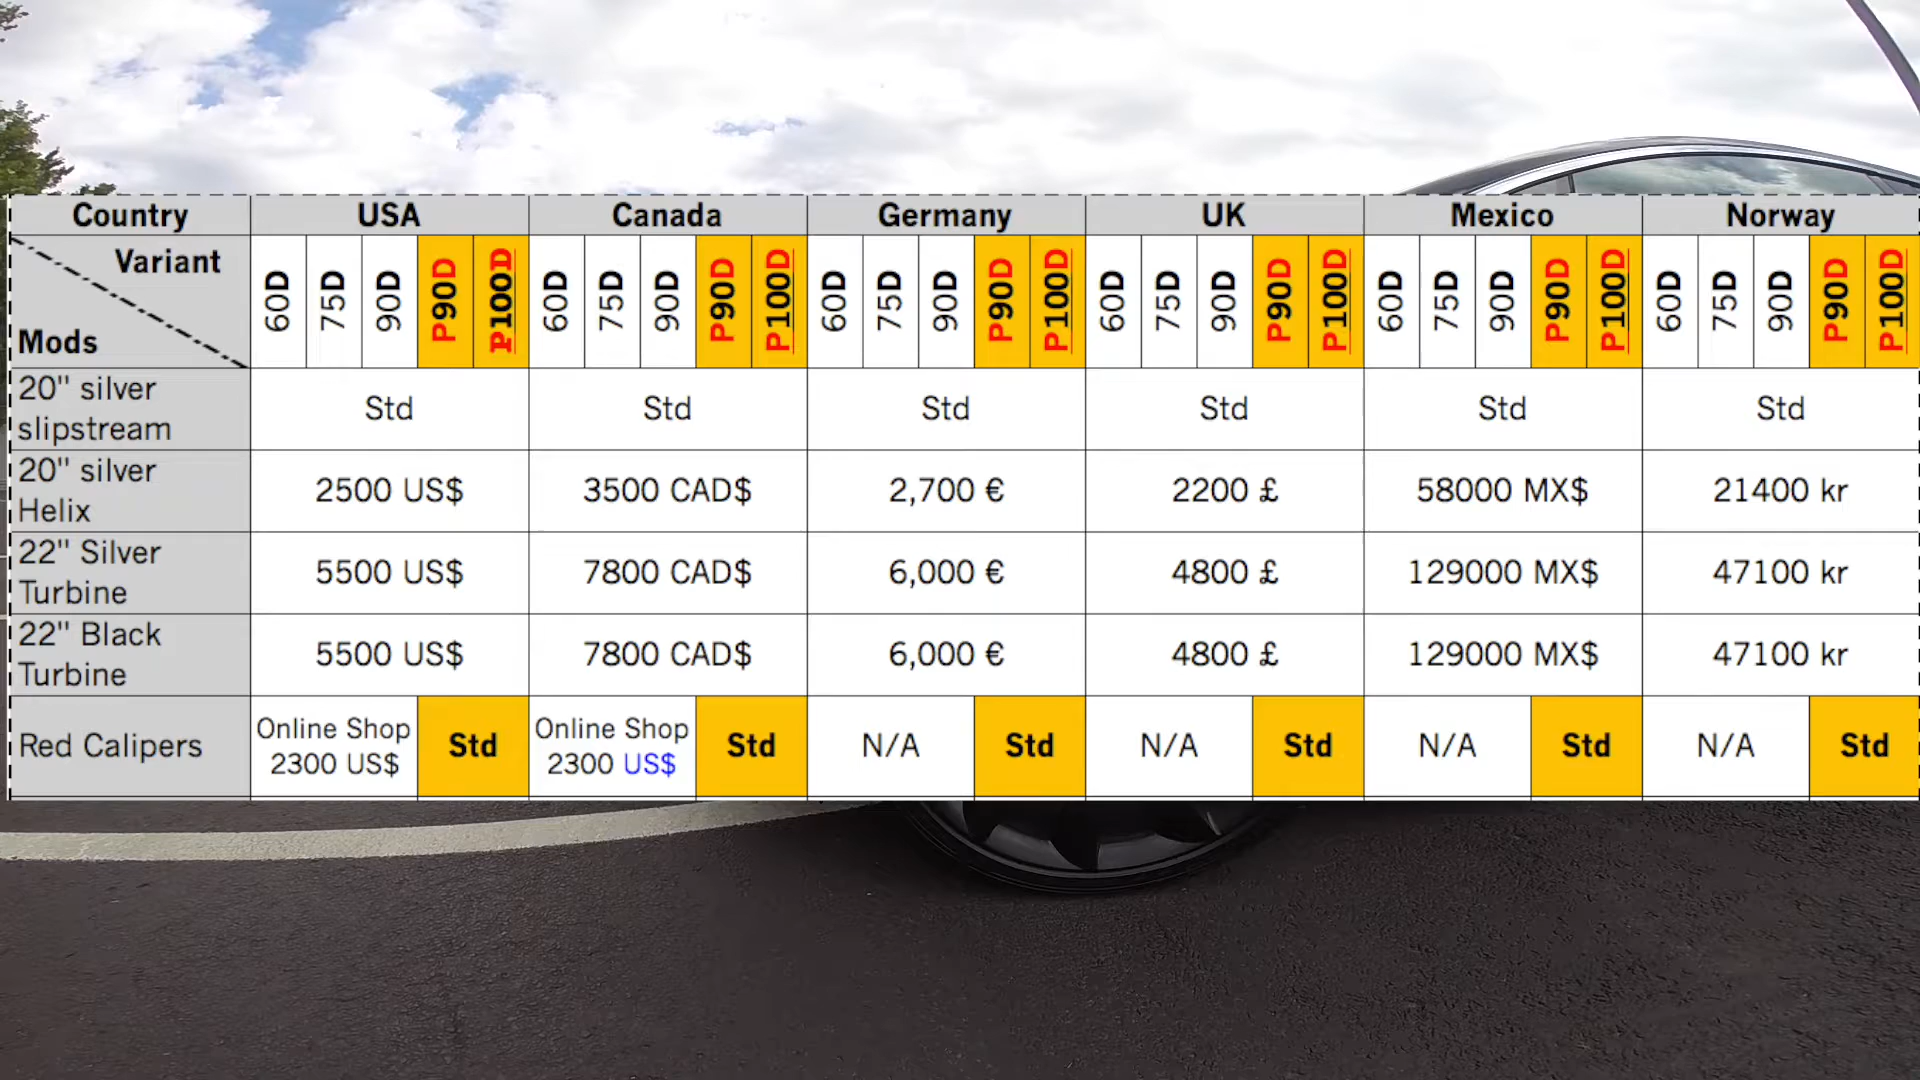 Country USA Canada Germany UK Mexico Norway
Variant
Mods
60D 75D 90D P90D P100D 60D 75D 90D P90D P100D 60D 75D 90D P90D P100D 60D 75D 90D P90D P100D 60D 75D 90D P90D P100D 60D 75D 90D P90D P100D
20" silver
slipstream
Std Std Std Std Std Std
20" silver
Helix
2500 US$ 3500 CAD$ 2,700 € 2200 £ 58000 MX$ 21400 kr
22" Silver
Turbine
5500 US$ 7800 CAD$ 6,000 € 4800 £ 129000 MX$ 47100 kr
22" Black
Turbine
5500 US$ 7800 CAD$ 6,000 € 4800 £ 129000 MX$ 47100 kr
Red Calipers
Online Shop
2300 US$
Std
Online Shop
2300 US$
Std
N/A Std N/A Std N/A Std N/A Std